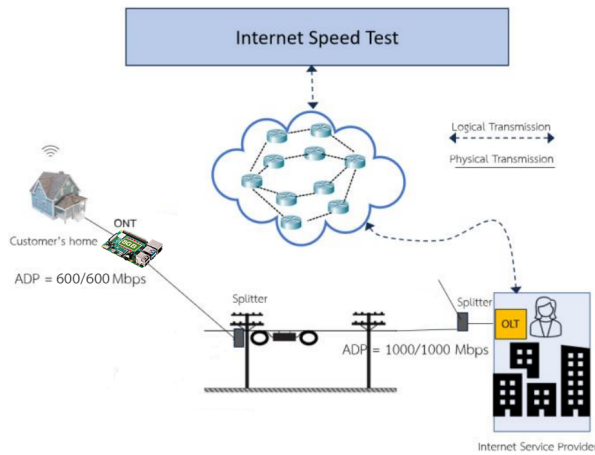 Internet Speed Test
Logical Transmission
Physical Transmission
ONT
Customer's home
ADP = 600/600 Mbps
Splitter
Splitter
OLT
ADP = 1000/1000 Mbps
Internet Service Provider